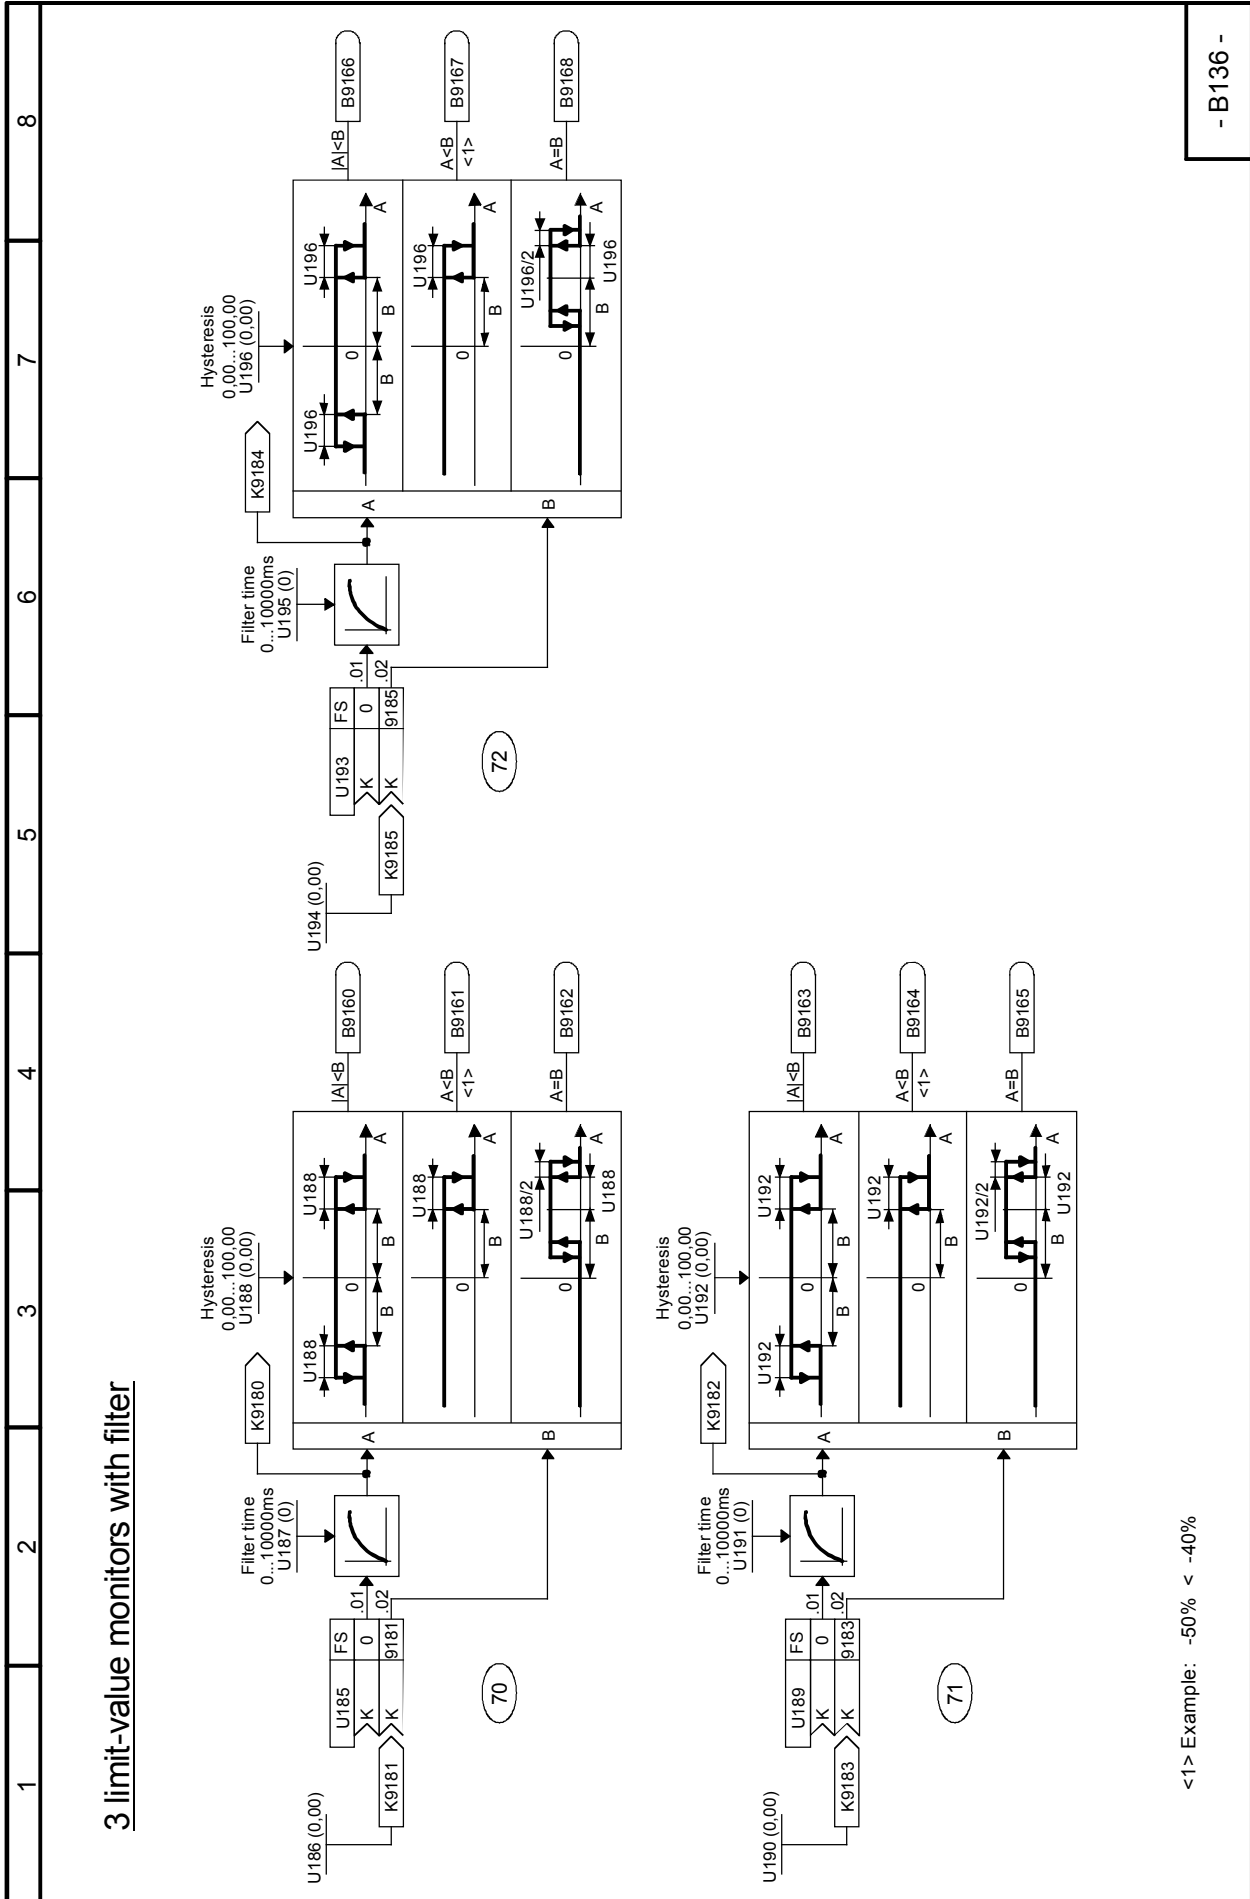 1 2 3 4 5 6 7 8
3 limit-value monitors with filter
U186 (0,00)
K9181
U185 FS
K 0 .01
K 9181 .02
70
Filter time
0...10000ms
U187 (0)
K9180
Hysteresis
0,00...100,00
U188 (0,00)
A
B
U188 U188
B 0 B A
|A|<B
B9160
U188
0 B A
A<B
<1>
B9161
U188/2
0 B U188 A
A=B
B9162
U190 (0,00)
K9183
U189 FS
K 0 .01
K 9183 .02
71
Filter time
0...10000ms
U191 (0)
K9182
Hysteresis
0,00...100,00
U192 (0,00)
A
B
U192 U192
B 0 B A
|A|<B
B9163
U192
0 B A
A<B
<1>
B9164
U192/2
0 B U192 A
A=B
B9165
U194 (0,00)
K9185
U193 FS
K 0 .01
K 9185 .02
72
Filter time
0...10000ms
U195 (0)
K9184
Hysteresis
0,00...100,00
U196 (0,00)
A
B
U196 U196
B 0 B A
|A|<B
B9166
U196
0 B A
A<B
<1>
B9167
U196/2
0 B U196 A
A=B
B9168
<1> Example: -50% < -40%
- B136 -